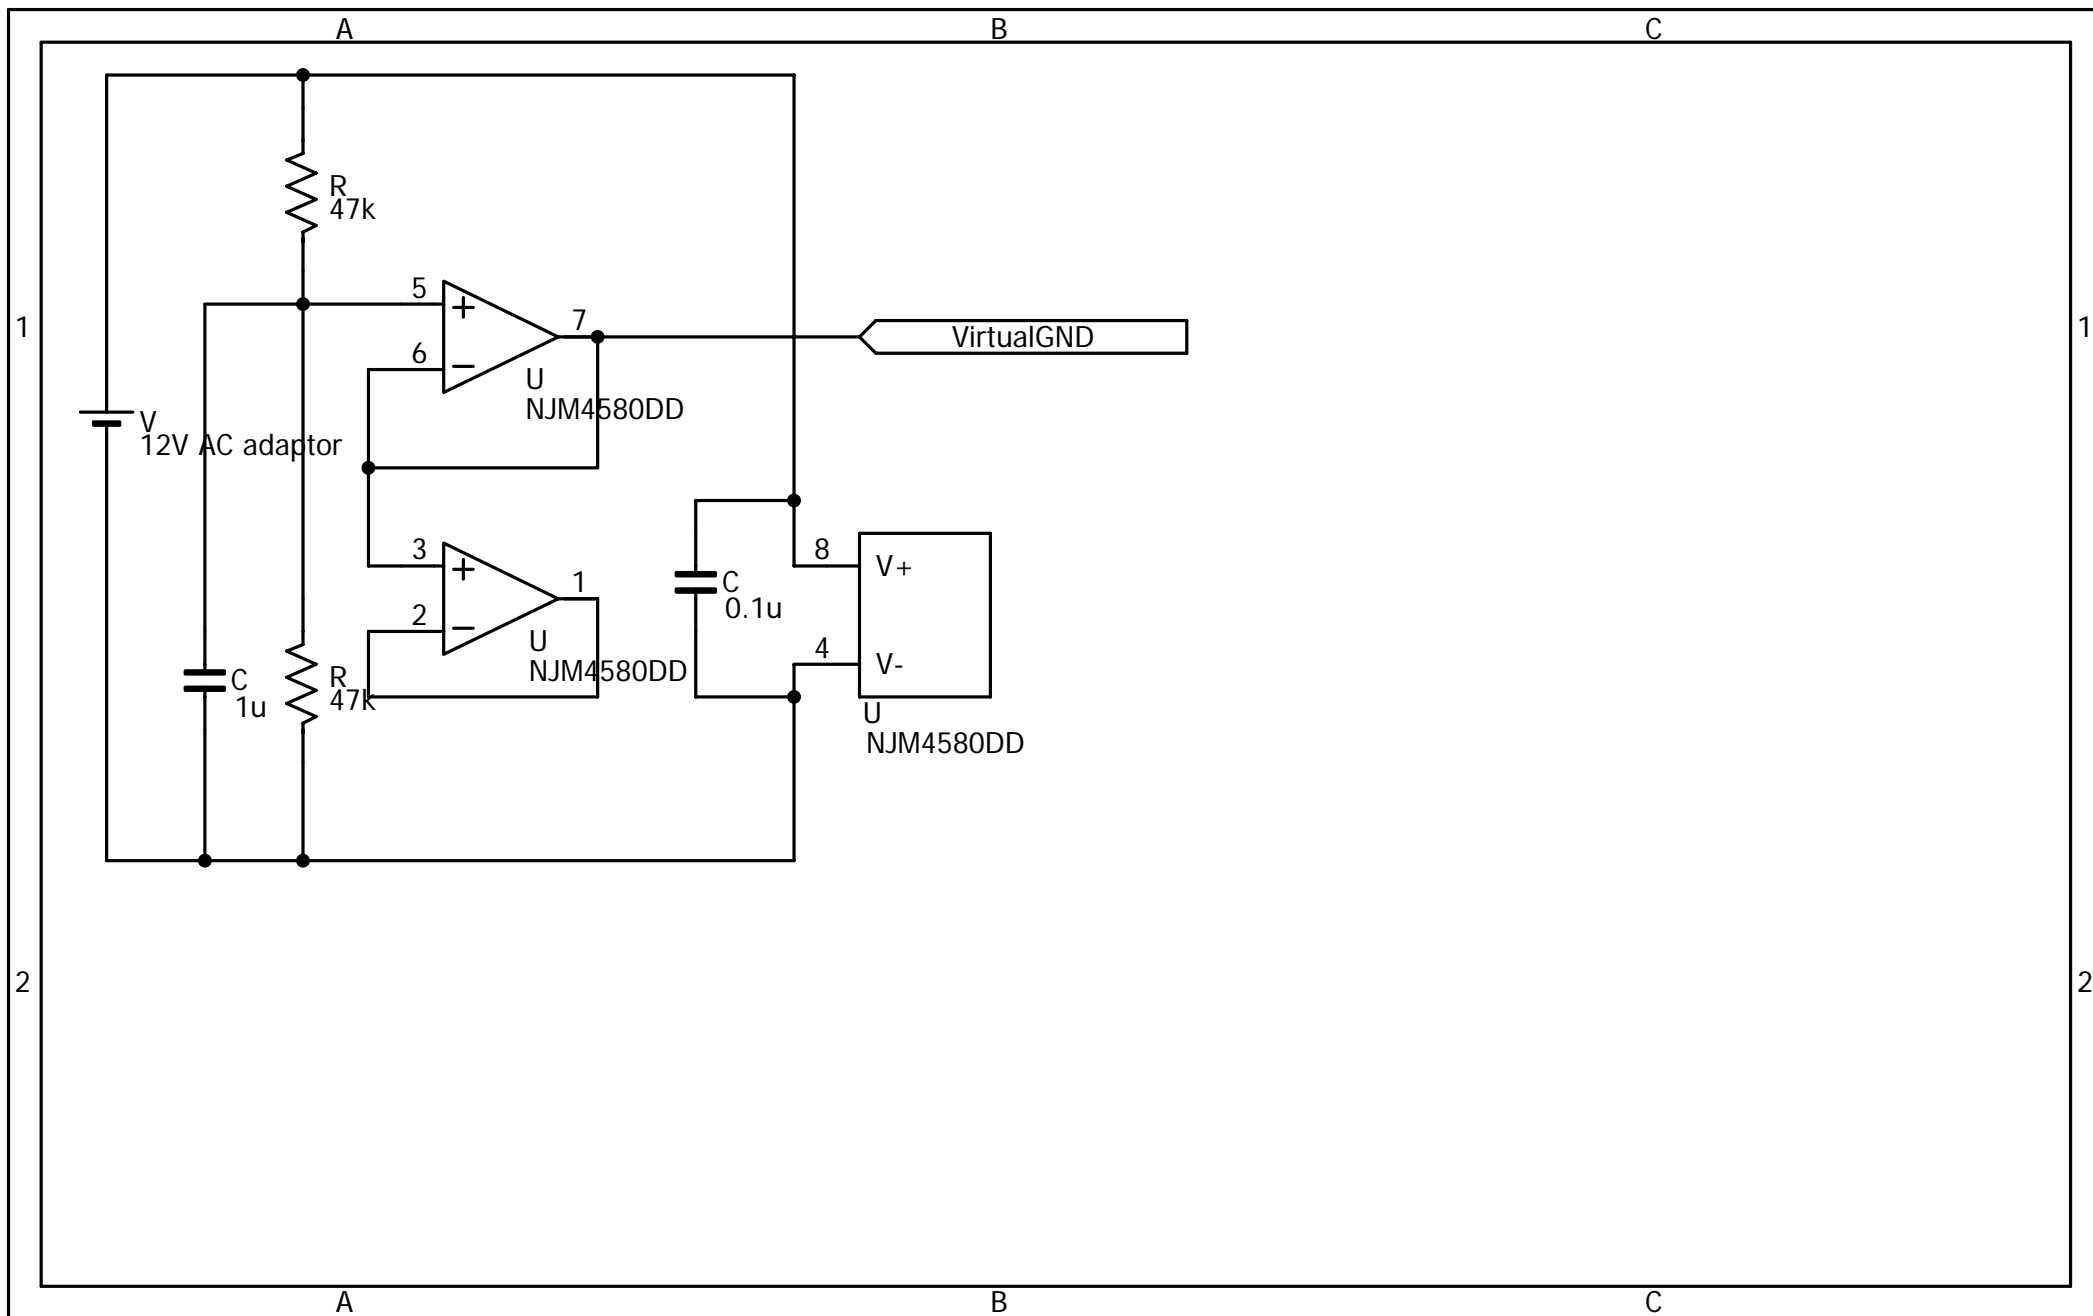 A B C
R
47k
5
7
1 1
VirtualGND
6
U
NJM4580DD
V
12V AC adaptor
3
8
V+
1
C
0.1u
2
U
NJM4580DD
4
V-
C
1u
R
47k
U
NJM4580DD
2 2
A B C